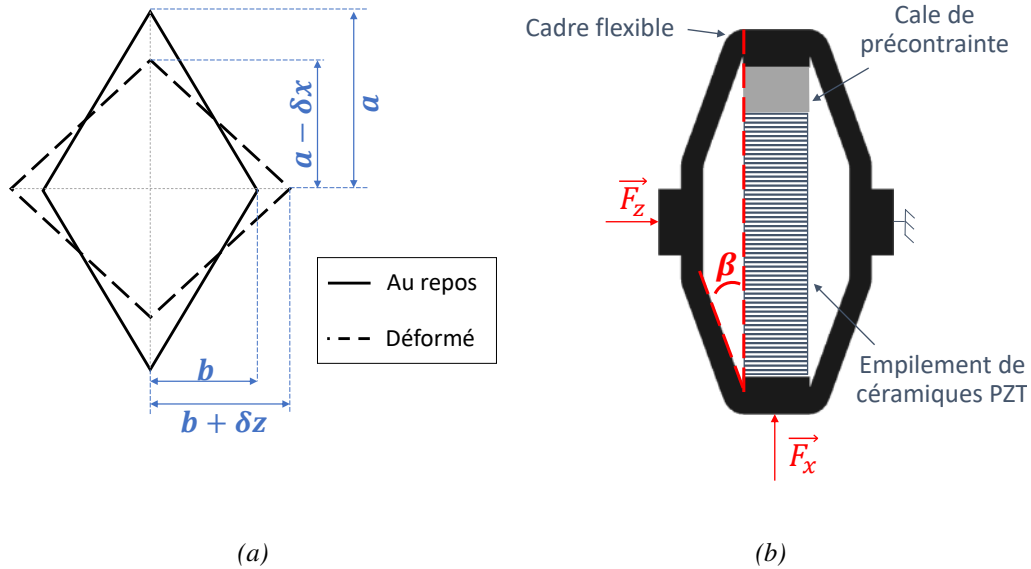 a − δx
a
b
b + δz
Au repos
Déformé
(a)
Cadre flexible
Cale de
précontrainte
F_z
β
Empilement de
céramiques PZT
F_x
(b)